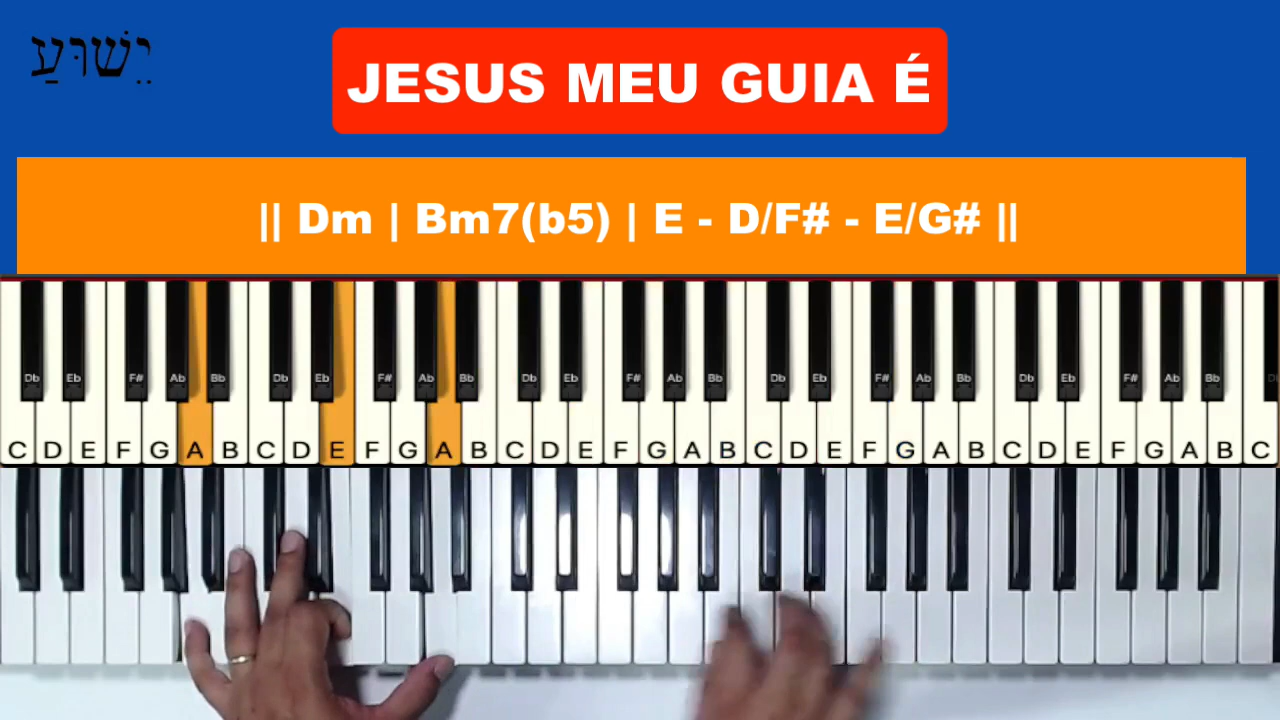 יֵשׁוּעַ
JESUS MEU GUIA É
|| Dm | Bm7(b5) | E - D/F# - E/G# ||
Db Eb F# Ab Bb Db Eb F# Ab Bb Db Eb F# Ab Bb Db Eb F# Ab Bb Db Eb F# Ab Bb
C D E F G A B C D E F G A B C D E F G A B C D E F G A B C D E F G A B C